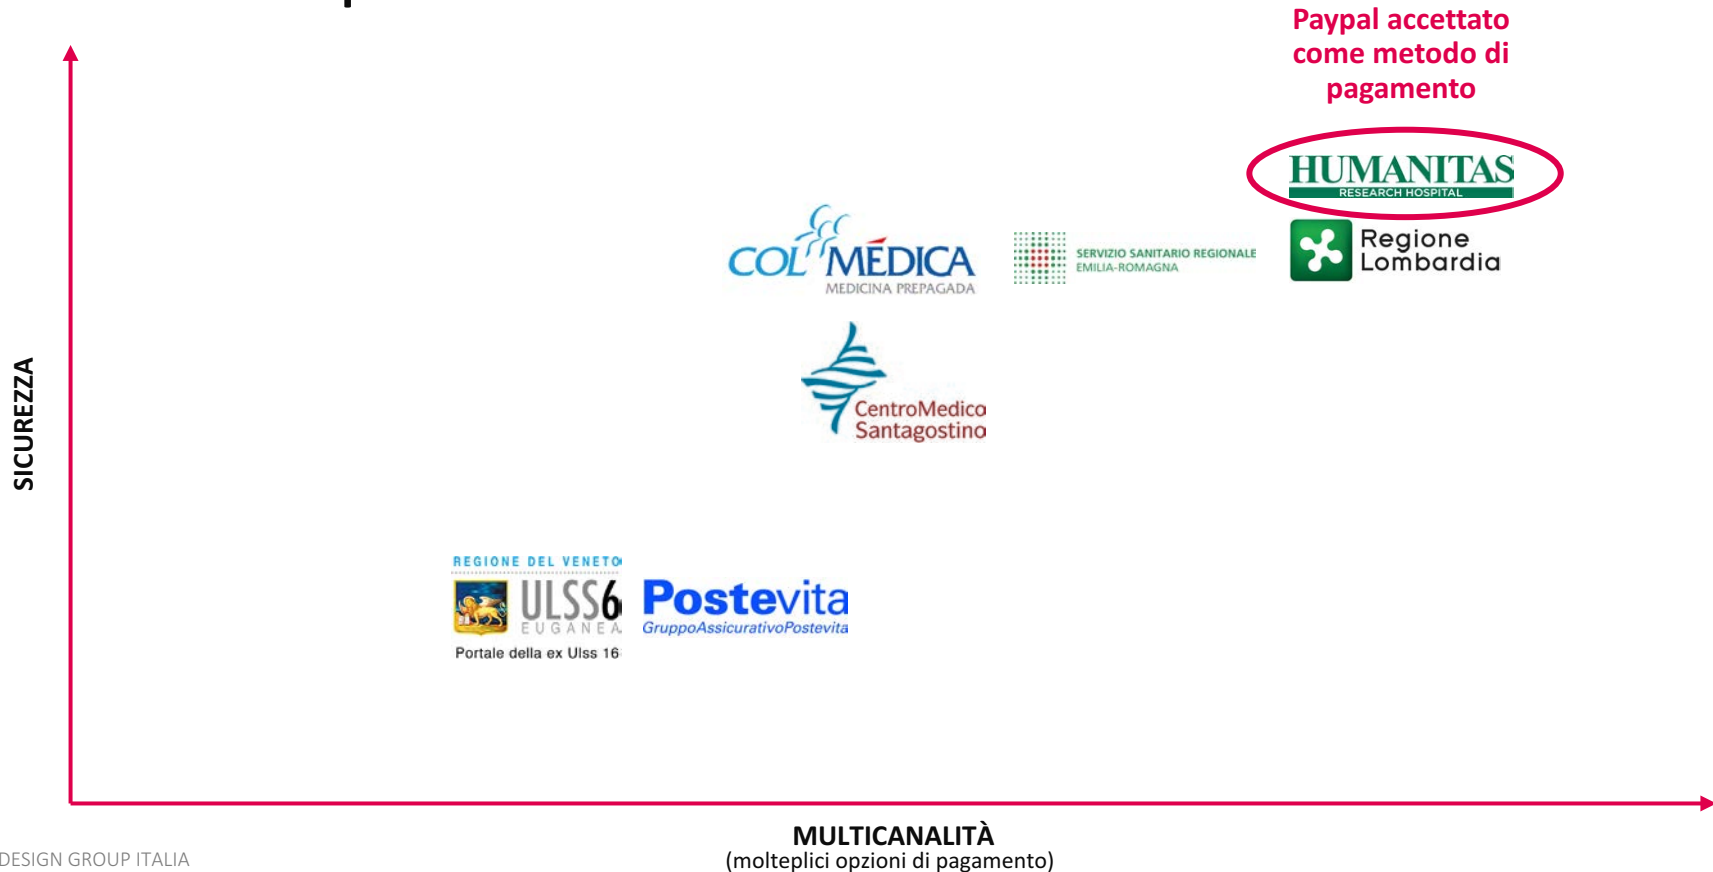 Paypal accettato
come metodo di
pagamento
HUMANITAS
RESEARCH HOSPITAL
COLMÉDICA
MEDICINA PREPAGADA
SERVIZIO SANITARIO REGIONALE
EMILIA-ROMAGNA
Regione
Lombardia
CentroMedico
Santagostino
SICUREZZA
REGIONE DEL VENETO
ULSS6
EUGANEA
Portale della ex Ulss 16
Postevita
GruppoAssicurativoPostevita
MULTICANALITÀ
(molteplici opzioni di pagamento)
DESIGN GROUP ITALIA